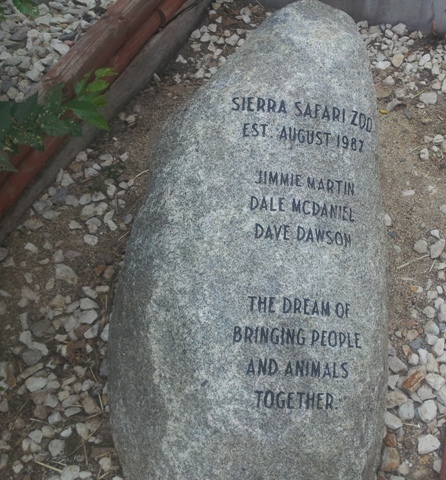 SIERRA SAFARI ZOO
EST. AUGUST 1987
JIMMIE MARTIN
DALE MCDANIEL
DAVE DAWSON
THE DREAM OF
BRINGING PEOPLE
AND ANIMALS
TOGETHER.